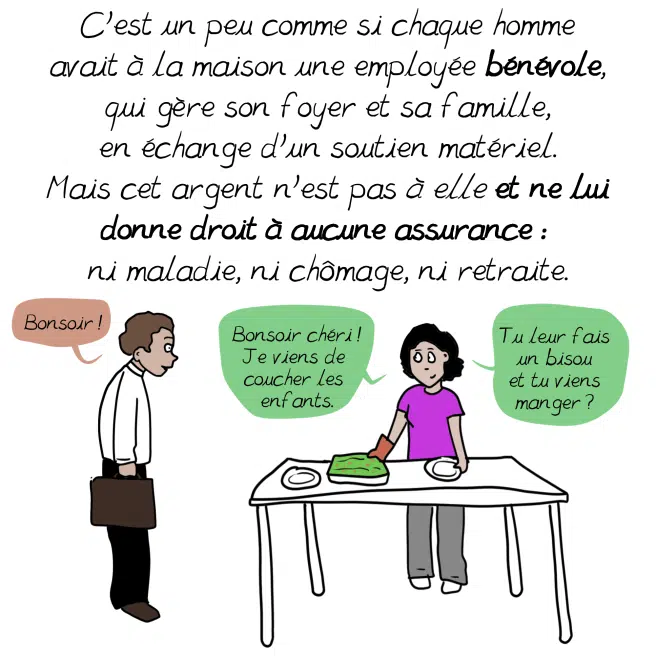 C'est un peu comme si chaque homme
avait à la maison une employée bénévole,
qui gère son foyer et sa famille,
en échange d'un soutien matériel.
Mais cet argent n'est pas à elle et ne lui
donne droit à aucune assurance :
ni maladie, ni chômage, ni retraite.
Bonsoir !
Bonsoir chéri !
Je viens de
coucher les
enfants.
Tu leur fais
un bisou
et tu viens
manger ?